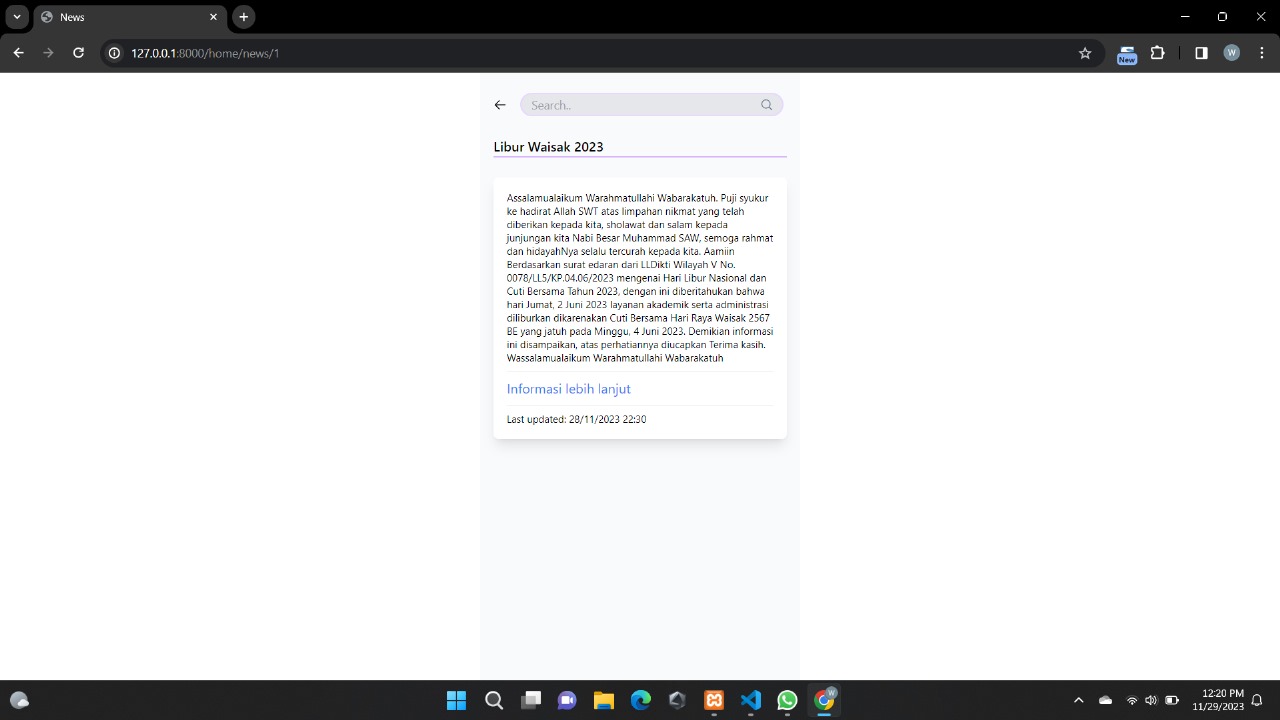 News
127.0.0.1:8000/home/news/1
New
W
Search..
Libur Waisak 2023
Assalamualaikum Warahmatullahi Wabarakatuh. Puji syukur
ke hadirat Allah SWT atas limpahan nikmat yang telah
diberikan kepada kita, sholawat dan salam kepada
junjungan kita Nabi Besar Muhammad SAW, semoga rahmat
dan hidayahNya selalu tercurah kepada kita. Aamiin
Berdasarkan surat edaran dari LLDikti Wilayah V No.
0078/LL5/KP.04.06/2023 mengenai Hari Libur Nasional dan
Cuti Bersama Tahun 2023, dengan ini diberitahukan bahwa
hari Jumat, 2 Juni 2023 layanan akademik serta administrasi
diliburkan dikarenakan Cuti Bersama Hari Raya Waisak 2567
BE yang jatuh pada Minggu, 4 Juni 2023. Demikian informasi
ini disampaikan, atas perhatiannya diucapkan Terima kasih.
Wassalamualaikum Warahmatullahi Wabarakatuh
Informasi lebih lanjut
Last updated: 28/11/2023 22:30
W
12:20 PM
11/29/2023